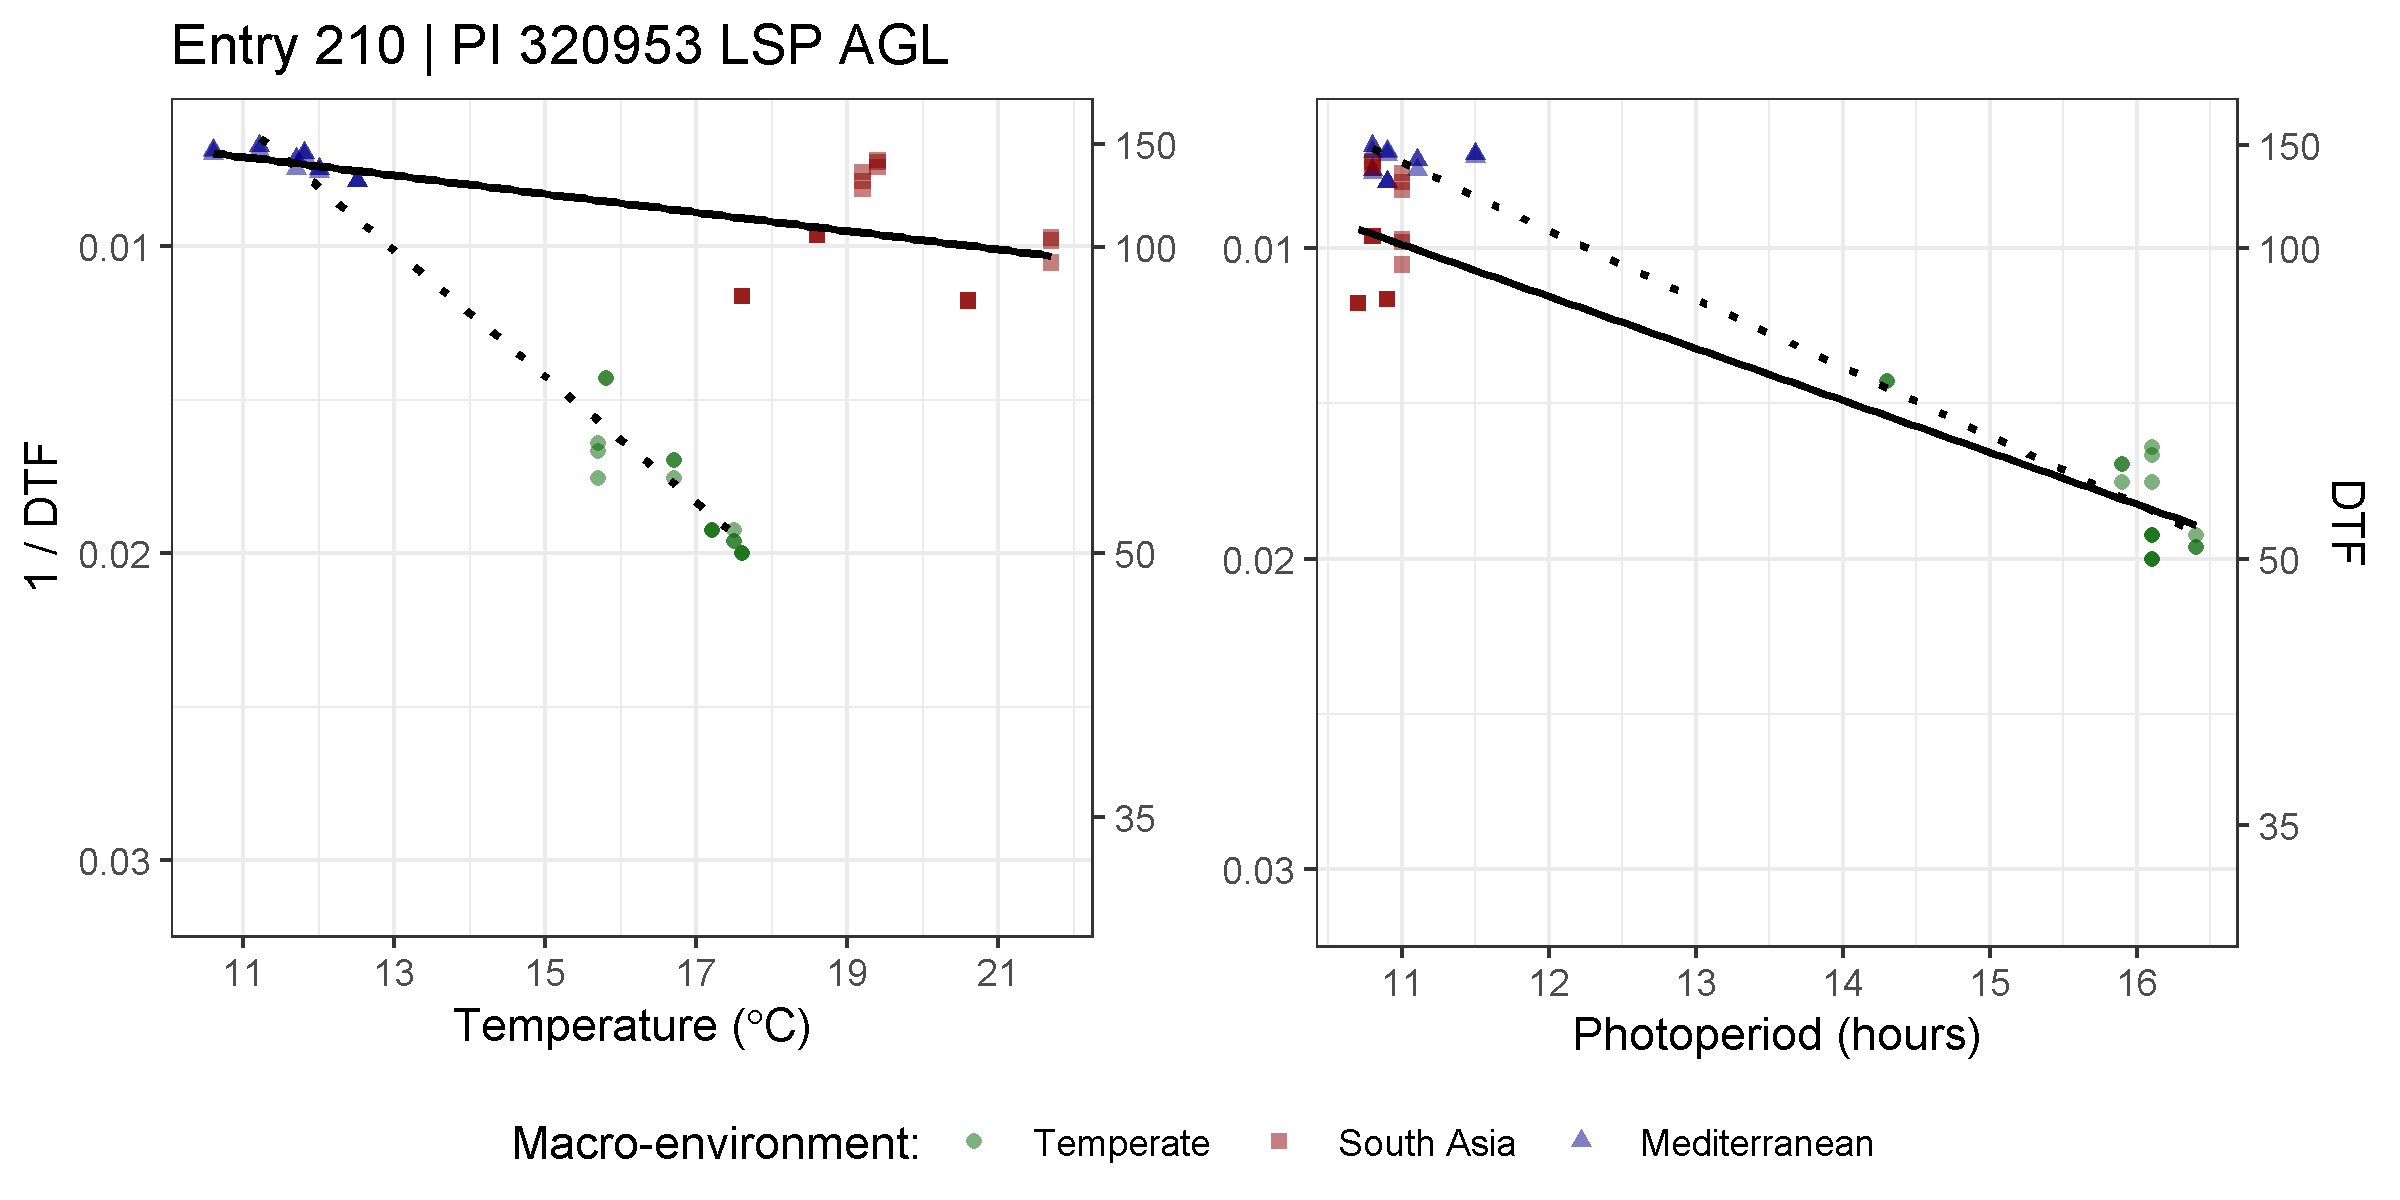 Entry 210 | PI 320953 LSP AGL
1 / DTF
0.01
0.02
0.03
150
100
50
35
11 13 15 17 19 21
Temperature (°C)
0.01
0.02
0.03
150
100
50
35
DTF
11 12 13 14 15 16
Photoperiod (hours)
Macro-environment: Temperate South Asia Mediterranean